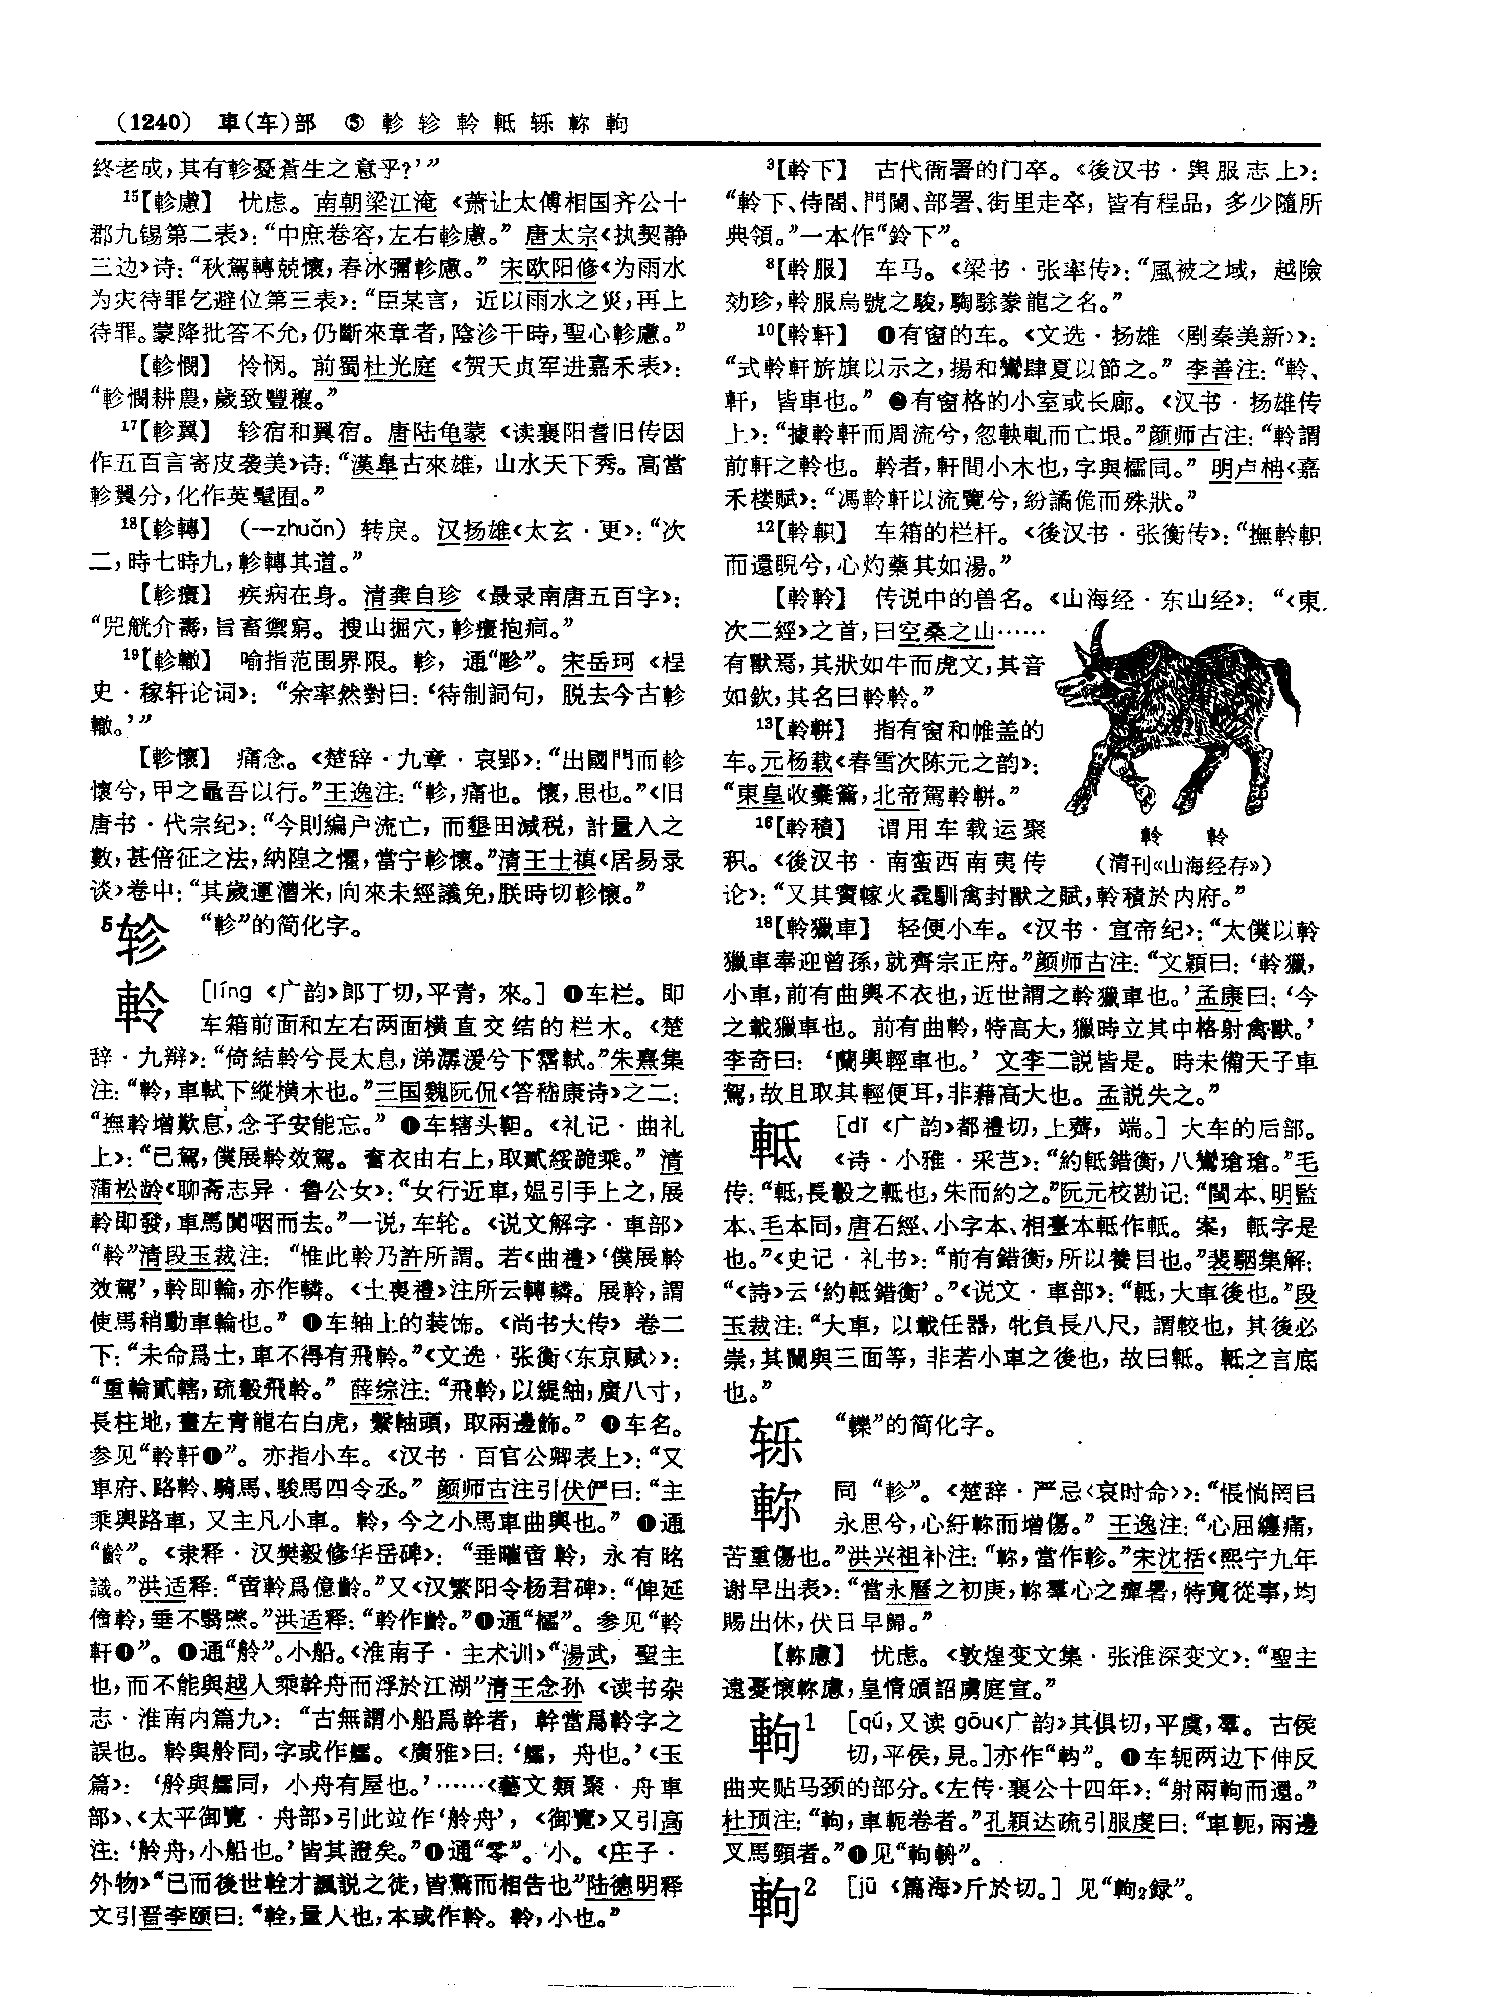 (1240) 車(车)部 ⑤ 軫 轸 軨 軧 轹 軫 軥
終老成，其有軫憂蒼生之意乎？’”
15【軫慮】 忧虑。南朝梁江淹《萧让太傅相国齐公十
郡九锡第二表》：“中庶卷容，左右軫慮。”唐太宗《执契静
三边》诗：“秋駕轉兢懷，春冰彌軫慮。”宋欧阳修《为雨水
为灾待罪乞避位第三表》：“臣某言，近以雨水之災，再上
待罪。蒙降批答不允，仍斷來章者，陰沴干時，聖心軫慮。”
【軫憫】 怜悯。前蜀杜光庭《贺天贞军进嘉禾表》：
“軫憫耕農，歲致豐穰。”
17【軫翼】 轸宿和翼宿。唐陆龟蒙《读襄阳耆旧传因
作五百言寄皮袭美》诗：“漢皋古來雄，山水天下秀。高當
軫翼分，化作英髦囿。”
18【軫轉】 (—zhuǎn) 转戾。汉扬雄《太玄·更》：“次
二，時七時九，軫轉其道。”
【軫癏】 疾病在身。清龚自珍《最录南唐五百字》：
“兕觥介壽，旨畜禦窮。搜山掘穴，軫癏抱痌。”
19【軫轍】 喻指范围界限。軫，通“畛”。宋岳珂《桯
史·稼轩论词》：“余率然對曰：‘待制詞句，脱去今古軫
轍。’”
【軫懷】 痛念。《楚辞·九章·哀郢》：“出國門而軫
懷兮，甲之鼂吾以行。”王逸注：“軫，痛也。懷，思也。”《旧
唐书·代宗纪》：“今則編户流亡，而墾田減税，計量入之
數，甚倍征之法，納隍之懼，當宁軫懷。”清王士禛《居易录
谈》卷中：“其歲運漕米，向來未經議免，朕時切軫懷。”
5轸 “軫”的简化字。
軨 [líng 《广韵》郎丁切，平青，來。] ❶车栏。即
车箱前面和左右两面横直交结的栏木。《楚
辞·九辩》：“倚結軨兮長太息，涕潺湲兮下霑軾。”朱熹集
注：“軨，車軾下縱横木也。”三国魏阮侃《答嵇康诗》之二：
“撫軨增歎息，念子安能忘。” ❷车辖头靼。《礼记·曲礼
上》：“已駕，僕展軨效駕。奮衣由右上，取貳綏跪乘。”清
蒲松龄《聊斋志异·鲁公女》：“女行近車，媪引手上之，展
軨即發，車馬闐咽而去。”一说，车轮。《说文解字·車部》
“軨”清段玉裁注：“惟此軨乃許所謂。若《曲禮》‘僕展軨
效駕’，軨即輪，亦作轔。《士喪禮》注所云轉轔。展軨，謂
使馬稍動車輪也。” ❸车轴上的装饰。《尚书大传》卷二
下：“未命爲士，車不得有飛軨。”《文选·张衡〈东京赋〉》：
“重輪貳轄，疏轂飛軨。”薛综注：“飛軨，以緹紬，廣八寸，
長柱地，畫左青龍右白虎，繫軸頭，取兩邊飾。” ❹车名。
参见“軨軒❶”。亦指小车。《汉书·百官公卿表上》：“又
車府、路軨、騎馬、駿馬四令丞。”颜师古注引伏俨曰：“主
乘輿路車，又主凡小車。軨，今之小馬車曲輿也。” ❺通
“齡”。《隶释·汉樊毅修华岳碑》：“垂曜億軨，永有昭
識。”洪适释：“億軨爲億齡。”又《汉繁阳令杨君碑》：“俾延
億軨，垂不翳厥。”洪适释：“軨作齡。”❻通“櫺”。参见“軨
軒❷”。❼通“舲”。小船。《淮南子·主术训》“湯武，聖主
也，而不能與越人乘幹舟而浮於江湖”清王念孙《读书杂
志·淮南内篇九》：“古無謂小船爲幹者，幹當爲軨字之
誤也。軨與舲同，字或作艫。《廣雅》曰：‘艫，舟也。’《玉
篇》：‘舲與艫同，小舟有屋也。’……《藝文類聚·舟車
部》、《太平御覽·舟部》引此竝作‘舲舟’，《御覽》又引高
注：‘舲舟，小船也。’皆其證矣。”❽通“零”。小。《庄子·
外物》“已而後世輇才諷説之徒，皆驚而相告也”陆德明释
文引晋李颐曰：“輇，量人也，本或作軨。軨，小也。”
3【軨下】 古代衙署的门卒。《後汉书·舆服志上》：
“軨下、侍閤、門闌、部署、街里走卒，皆有程品，多少隨所
典領。”一本作“鈴下”。
8【軨服】 车马。《梁书·张率传》：“風被之域，越險
効珍，軨服烏號之駿，騊駼豢龍之名。”
10【軨軒】 ❶有窗的车。《文选·扬雄〈剧秦美新〉》：
“式軨軒旂旗以示之，揚和鸞肆夏以節之。”李善注：“軨、
軒，皆車也。” ❷有窗格的小室或长廊。《汉书·扬雄传
上》：“據軨軒而周流兮，忽軮軋而亡垠。”颜师古注：“軨謂
前軒之軨也。軨者，軒間小木也，字與櫺同。”明卢柟《嘉
禾楼赋》：“馮軨軒以流覽兮，紛譎佹而殊狀。”
12【軨軹】 车箱的栏杆。《後汉书·张衡传》：“撫軨軹
而還睨兮，心灼藥其如湯。”
【軨軨】 传说中的兽名。《山海经·东山经》：“《東
次二經》之首，曰空桑之山……
有獸焉，其狀如牛而虎文，其音
如欽，其名曰軨軨。”
13【軨軿】 指有窗和帷盖的
车。元杨载《春雪次陈元之韵》：
“東皇收橐籥，北帝駕軨軿。”
16【軨積】 谓用车载运聚
积。《後汉书·南蛮西南夷传
论》：“又其賨幏火毳馴禽封獸之賦，軨積於内府。”
軨 軨
(清刊《山海经存》)
18【軨獵車】 轻便小车。《汉书·宣帝纪》：“太僕以軨
獵車奉迎曾孫，就齊宗正府。”颜师古注：“文穎曰：‘軨獵，
小車，前有曲輿不衣也，近世謂之軨獵車也。’孟康曰：‘今
之載獵車也。前有曲軨，特高大，獵時立其中格射禽獸。’
李奇曰：‘蘭輿輕車也。’文李二説皆是。時未備天子車
駕，故且取其輕便耳，非藉高大也。孟説失之。”
軧 [dǐ 《广韵》都禮切，上薺，端。] 大车的后部。
《诗·小雅·采芑》：“約軧錯衡，八鸞瑲瑲。”毛
传：“軧，長轂之軧也，朱而約之。”阮元校勘记：“閩本、明監
本、毛本同，唐石經、小字本、相臺本軧作軝。案，軝字是
也。”《史记·礼书》：“前有錯衡，所以養目也。”裴駰集解：
“《詩》云‘約軧錯衡’。”《说文·車部》：“軧，大車後也。”段
玉裁注：“大車，以載任器，牝負長八尺，謂較也，其後必
崇，其闌與三面等，非若小車之後也，故曰軧。軧之言底
也。”
轹 “轢”的简化字。
軫 同“軫”。《楚辞·严忌〈哀时命〉》：“悵惝罔目
永思兮，心紆軫而增傷。”王逸注：“心屈纏痛，
苦重傷也。”洪兴祖补注：“軫，當作軫。”宋沈括《熙宁九年
谢早出表》：“當永曆之初庚，軫羣心之癉暑，特寬從事，均
賜出休，伏日早歸。”
【軫慮】 忧虑。《敦煌变文集·张淮深变文》：“聖主
遠憂懷軫慮，皇情頒詔虜庭宣。”
軥1 [qú，又读 gōu《广韵》其俱切，平虞，羣。古侯
切，平侯，見。]亦作“軥”。❶车轭两边下伸反
曲夹贴马颈的部分。《左传·襄公十四年》：“射兩軥而還。”
杜预注：“軥，車軛卷者。”孔穎达疏引服虔曰：“車軛，兩邊
叉馬頸者。”❷见“軥輈”。
軥2 [jū 《篇海》斤於切。] 见“軥2録”。